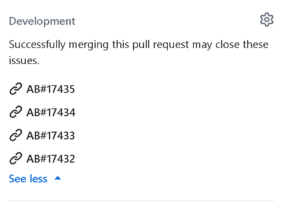 Development
Successfully merging this pull request may close these
issues.
AB#17435
AB#17434
AB#17433
AB#17432
See less